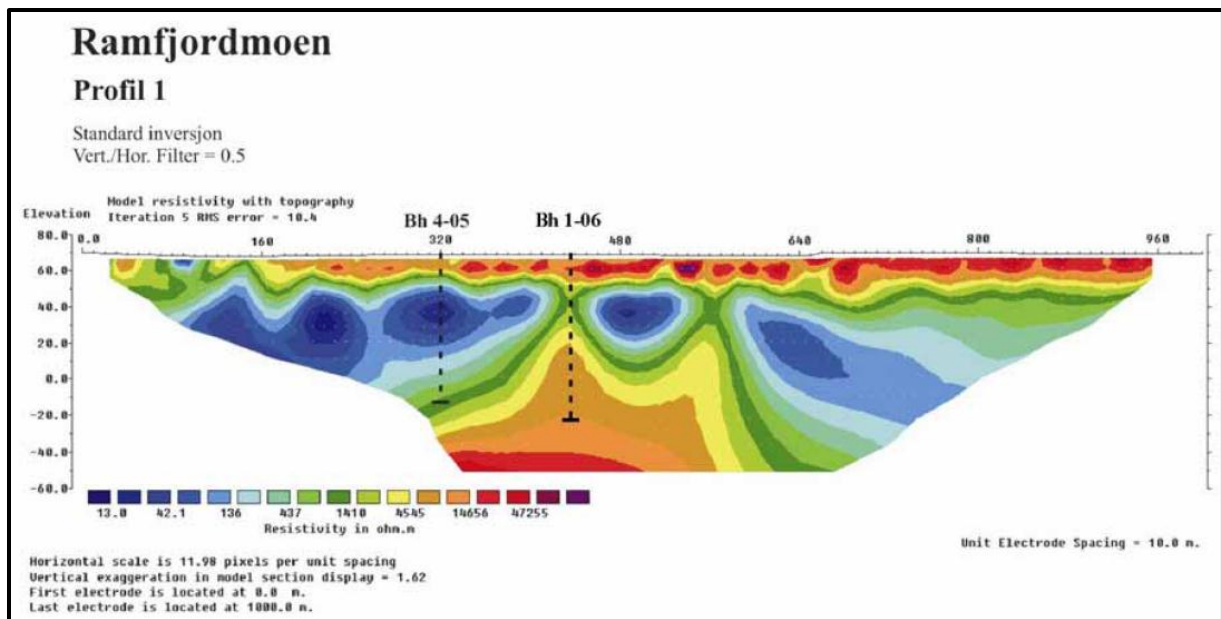 Ramfjordmoen
Profil 1
Standard inversjon
Vert./Hor. Filter = 0.5
Model resistivity with topography
Elevation Iteration 5 RMS error = 10.4
Bh 4-05 Bh 1-06
80.0 0.0 160 320 480 640 800 960
60.0
40.0
20.0
0.0
-20.0
-40.0
-60.0
13.0 42.1 136 437 1410 4545 14656 47255
Resistivity in ohm.m
Unit Electrode Spacing = 10.0 m.
Horizontal scale is 11.98 pixels per unit spacing
Vertical exaggeration in model section display = 1.62
First electrode is located at 0.0 m.
Last electrode is located at 1000.0 m.